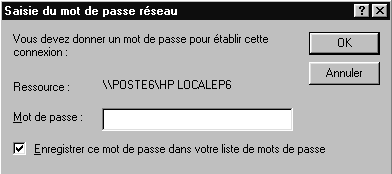 Saisie du mot de passe réseau
Vous devez donner un mot de passe pour établir cette
connexion :
OK
Annuler
Ressource : \\POSTE6\HP LOCALEP6
Mot de passe :
Enregistrer ce mot de passe dans votre liste de mots de passe